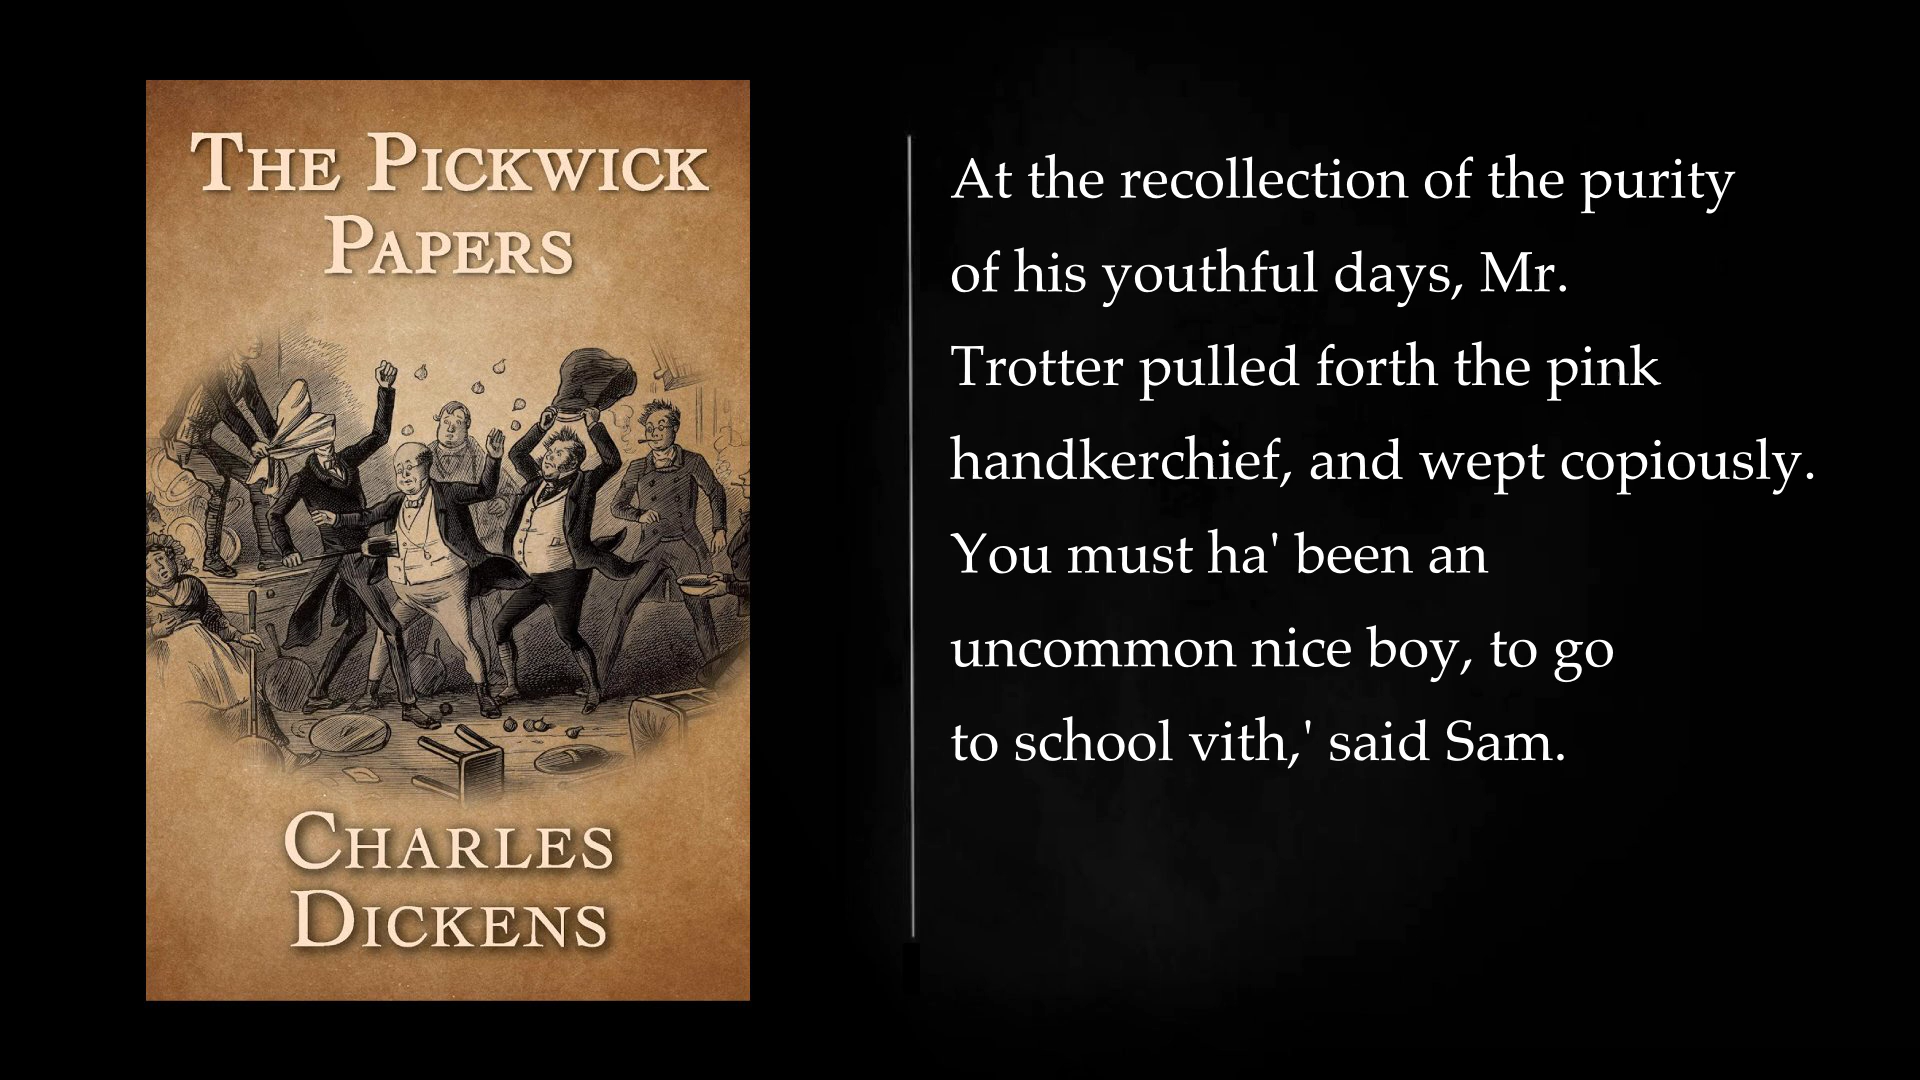 THE PICKWICK
PAPERS
CHARLES
DICKENS
At the recollection of the purity
of his youthful days, Mr.
Trotter pulled forth the pink
handkerchief, and wept copiously.
You must ha' been an
uncommon nice boy, to go
to school vith,' said Sam.